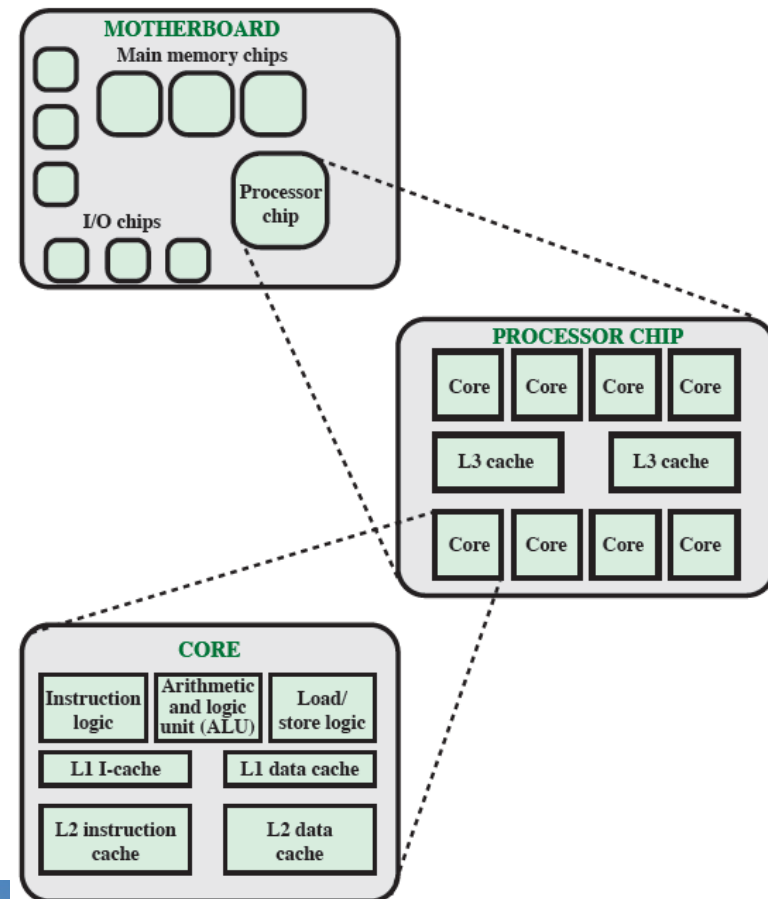 MOTHERBOARD
Main memory chips
Processor
chip
I/O chips
PROCESSOR CHIP
Core
Core
Core
Core
L3 cache
L3 cache
Core
Core
Core
Core
CORE
Instruction
logic
Arithmetic
and logic
unit (ALU)
Load/
store logic
L1 I-cache
L1 data cache
L2 instruction
cache
L2 data
cache